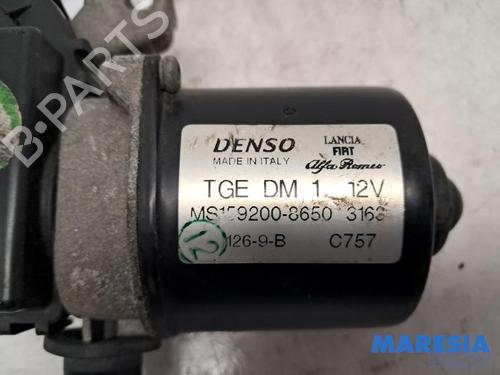 B-PARTS
DENSO
MADE IN ITALY
LANCIA
FIAT
Alfa Romeo
TGE DM 1 12V
MS159200-8650 3163
12 126-9-B C757
MARESIA